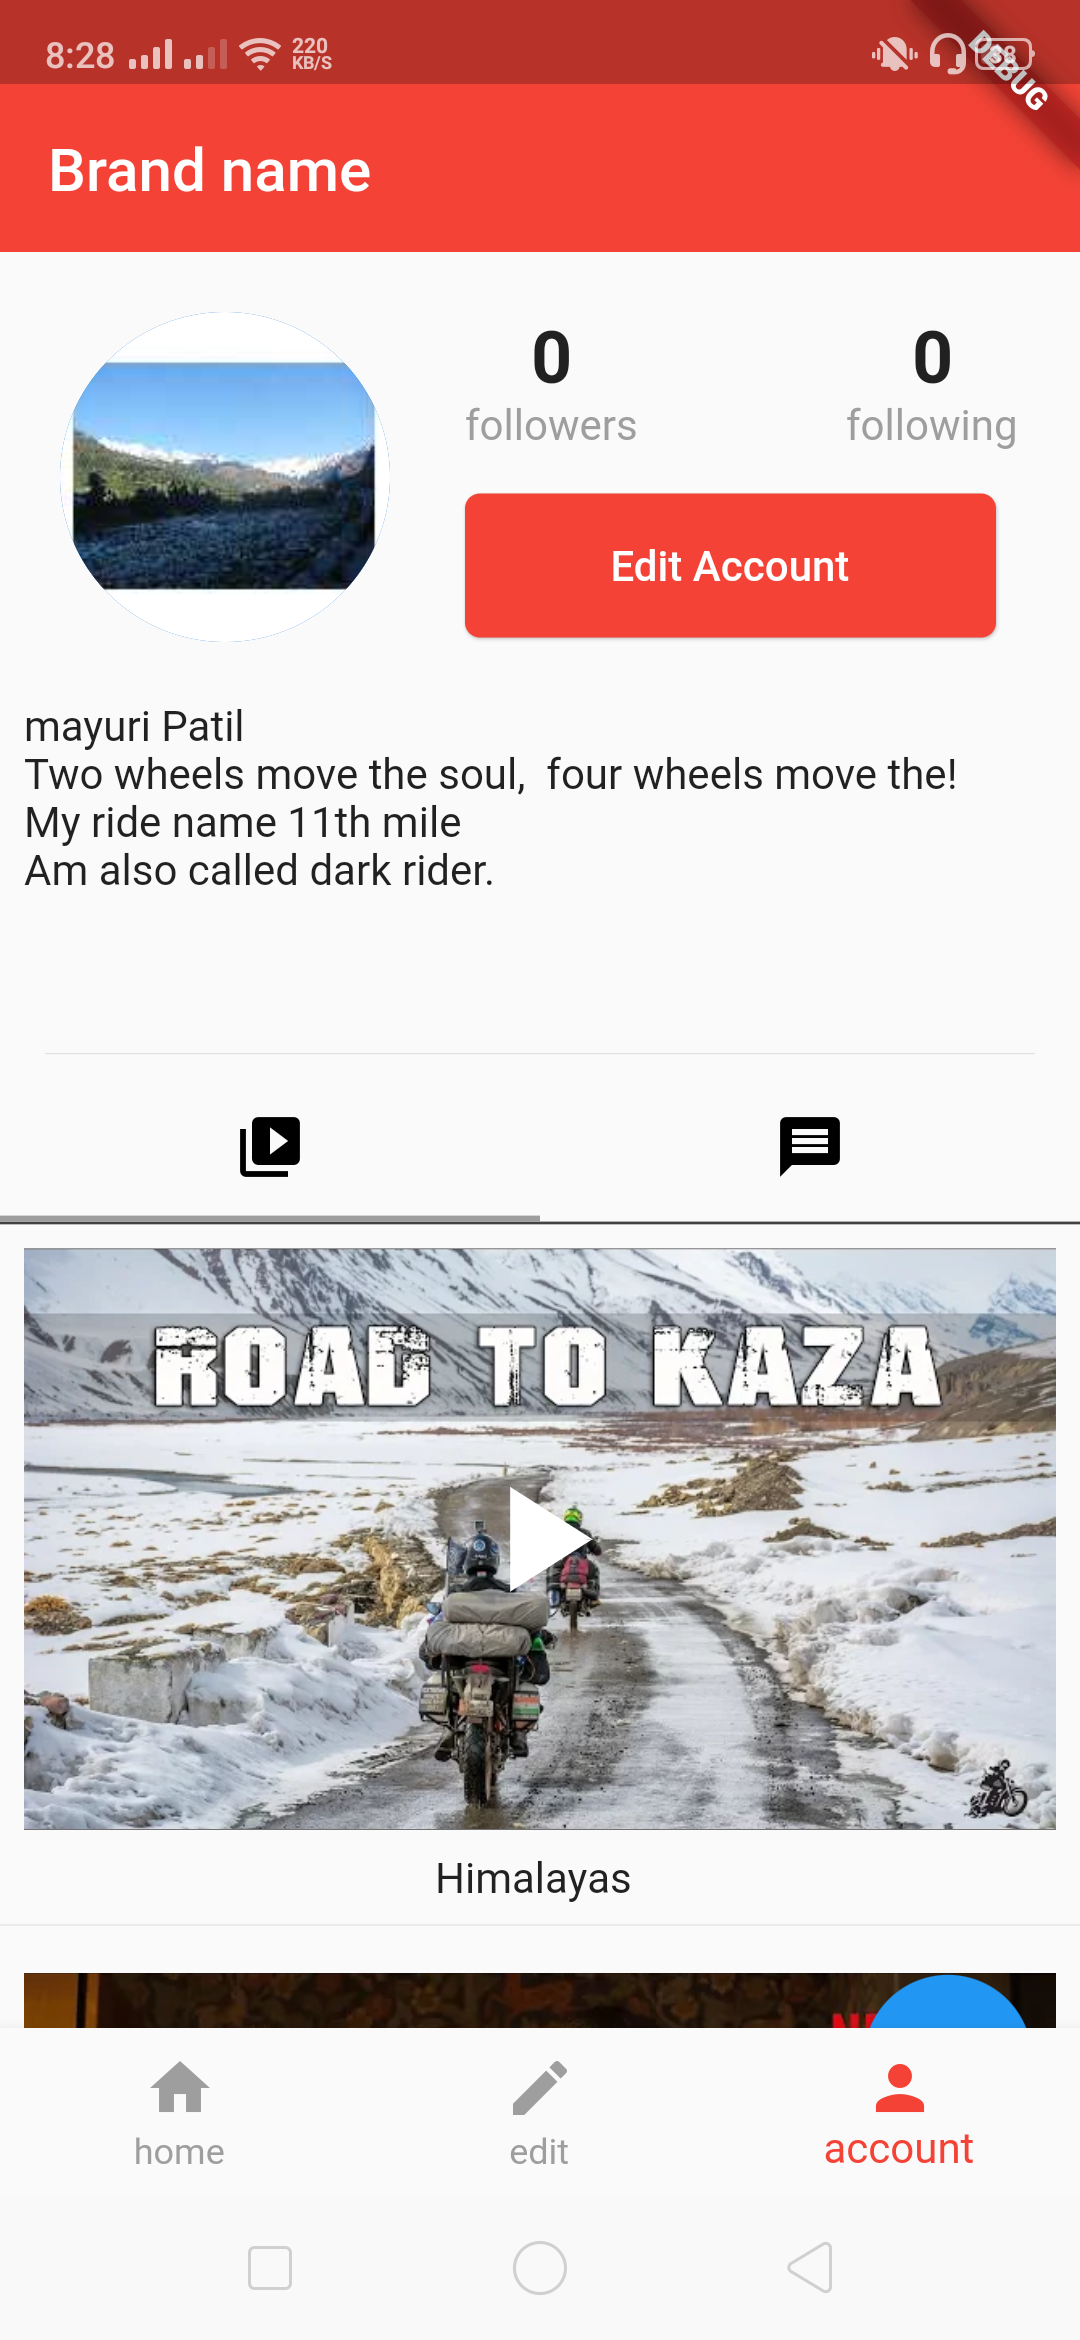 8:28
220
KB/S
38
DEBUG
Brand name
0
followers
0
following
Edit Account
mayuri Patil
Two wheels move the soul,  four wheels move the!
My ride name 11th mile
Am also called dark rider.
ROAD TO KAZA
Himalayas
home
edit
account